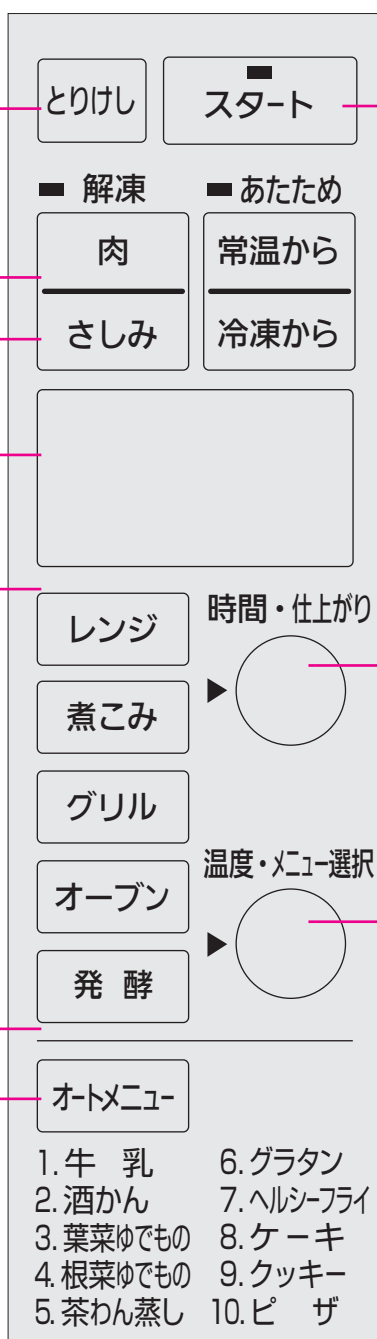 とりけし スタート
解凍 あたため
肉 常温から
さしみ 冷凍から
時間・仕上がり
レンジ
煮こみ
グリル
温度・メニュー選択
オーブン
発 酵
オートメニュー
1.牛 乳 6.グラタン
2.酒かん 7.ヘルシーフライ
3.葉菜ゆでもの 8.ケーキ
4.根菜ゆでもの 9.クッキー
5.茶わん蒸し 10.ピ ザ